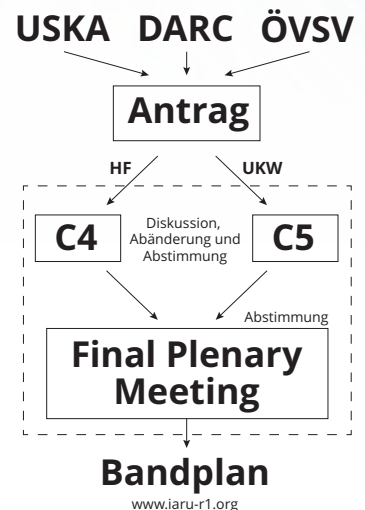 USKA DARC ÖVSV
Antrag
HF UKW
C4
Diskussion,
Abänderung und
Abstimmung
C5
Abstimmung
Final Plenary
Meeting
Bandplan
www.iaru-r1.org